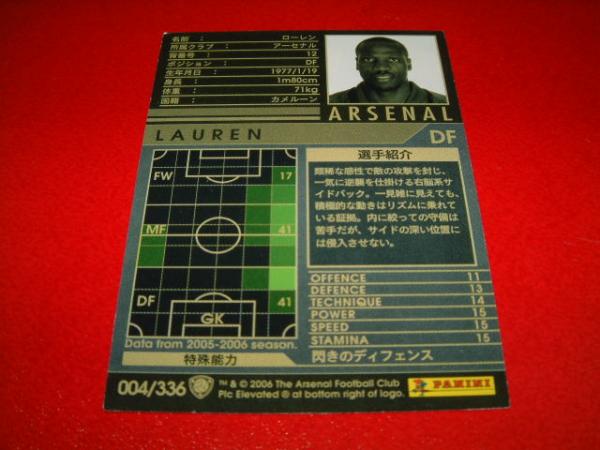 名前 : ローレン
所属クラブ : アーセナル
背番号 : 12
ポジション : DF
生年月日 : 1977/1/19
身長 : 1m80cm
体重 : 71kg
国籍 : カメルーン
ARSENAL
LAUREN DF
FW 17
MF 41
DF 41
GK
Data from 2005-2006 season.
選手紹介
類稀な感性で敵の攻撃を封じ、
一気に逆襲を仕掛ける右脳系サ
イドバック。一見雑に見えても、
積極的な動きはリズムに乗れて
いる証拠。内に絞っての守備は
苦手だが、サイドの深い位置に
は侵入させない。
OFFENCE 11
DEFENCE 13
TECHNIQUE 14
POWER 15
SPEED 15
STAMINA 15
特殊能力 閃きのディフェンス
004/336
™ & © 2006 The Arsenal Football Club
Plc Elevated ® at bottom right of logo.
PANINI